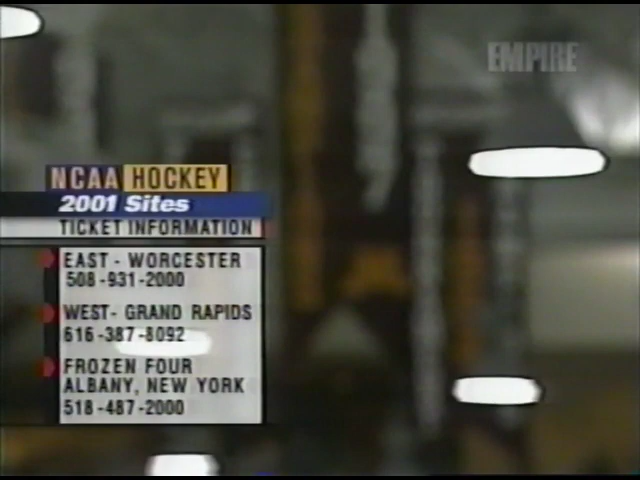 EMPIRE
NCAA HOCKEY
2001 Sites
TICKET INFORMATION
EAST - WORCESTER
508-931-2000
WEST- GRAND RAPIDS
616-387-8092
FROZEN FOUR
ALBANY, NEW YORK
518-487-2000